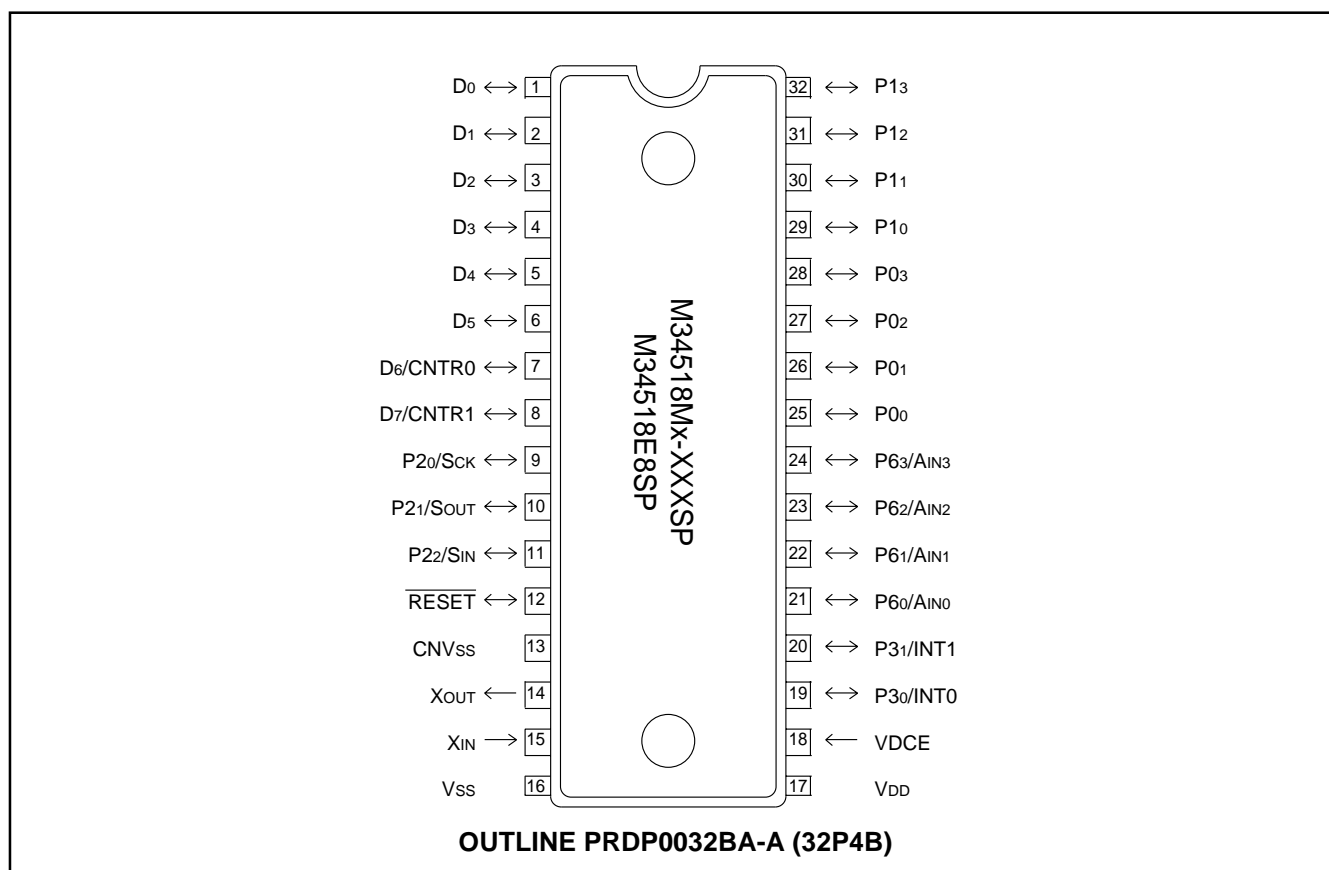 D0 ↔ 1 32 ↔ P13
D1 ↔ 2 31 ↔ P12
D2 ↔ 3 30 ↔ P11
D3 ↔ 4 29 ↔ P10
D4 ↔ 5 28 ↔ P03
D5 ↔ 6 27 ↔ P02
D6/CNTR0 ↔ 7 26 ↔ P01
D7/CNTR1 ↔ 8 25 ↔ P00
P20/SCK ↔ 9 24 ↔ P63/AIN3
P21/SOUT ↔ 10 23 ↔ P62/AIN2
P22/SIN ↔ 11 22 ↔ P61/AIN1
RESET ↔ 12 21 ↔ P60/AIN0
CNVSS 13 20 ↔ P31/INT1
XOUT ← 14 19 ↔ P30/INT0
XIN → 15 18 ← VDCE
VSS 16 17 VDD
M34518Mx-XXXSP
M34518E8SP
OUTLINE PRDP0032BA-A (32P4B)